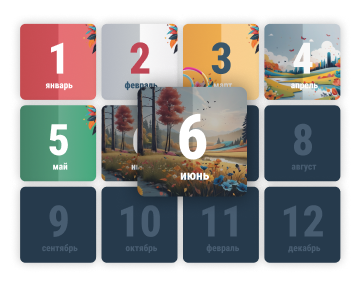 1
январь
2
февраль
3
март
4
апрель
5
май
6
июнь
8
август
9
сентябрь
10
октябрь
11
февраль
12
декабрь